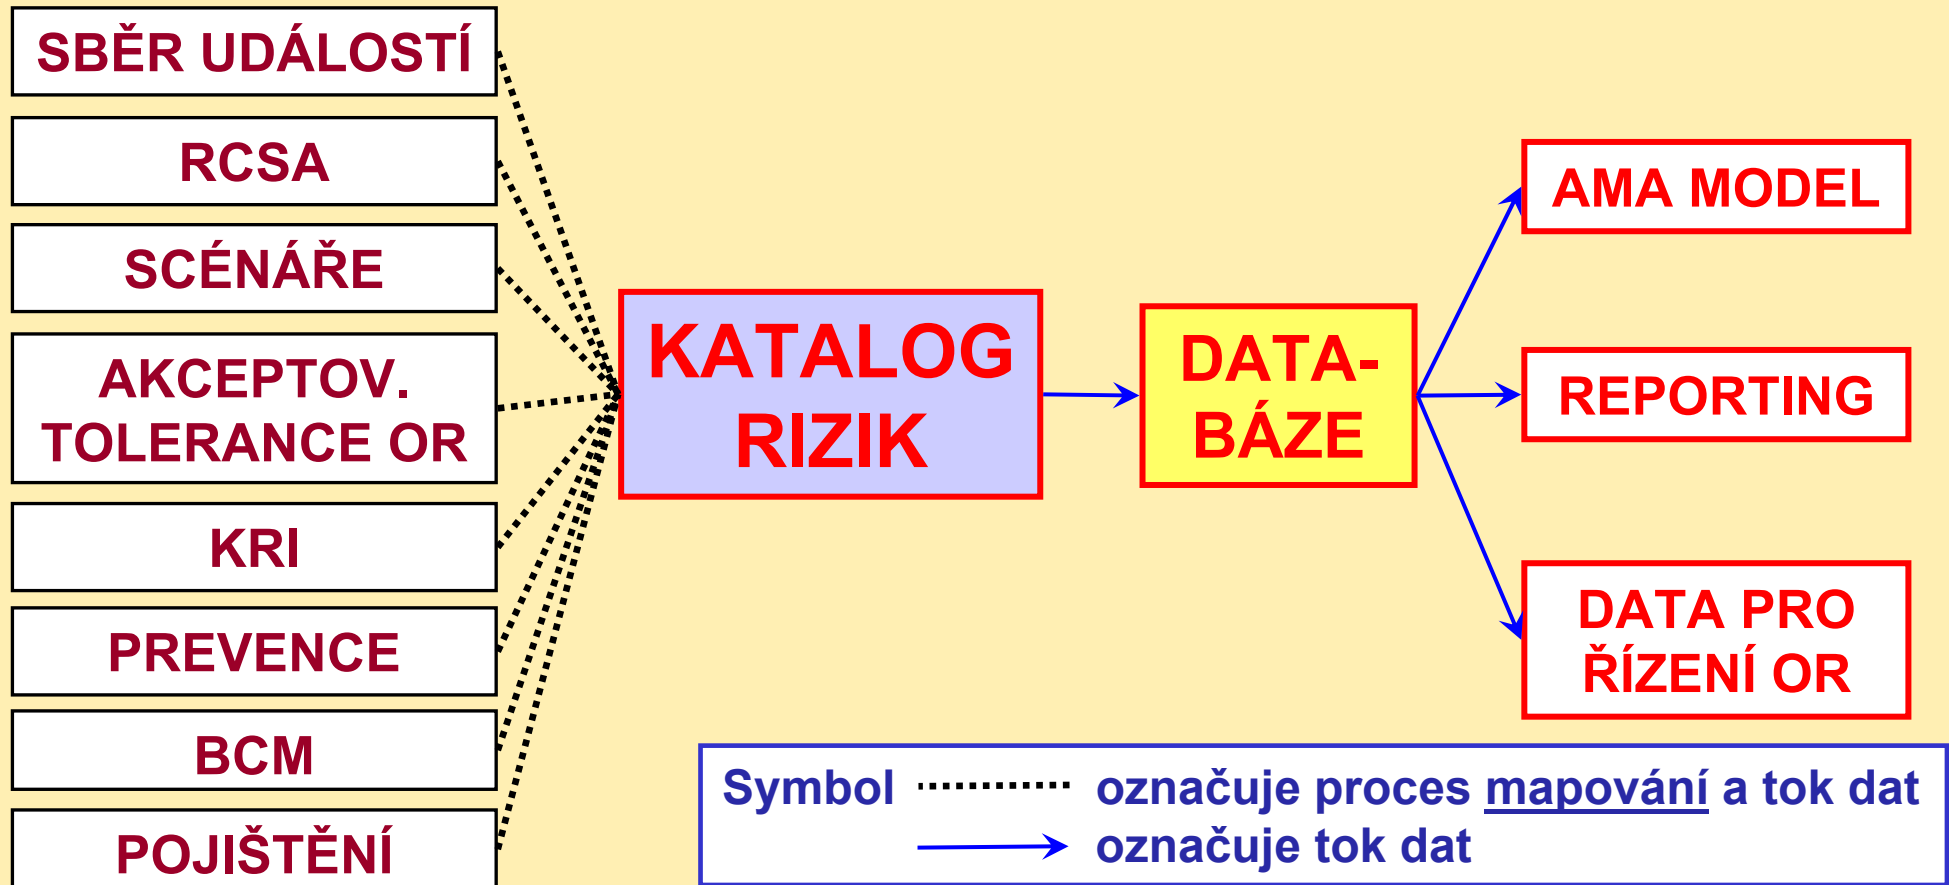 SBĚR UDÁLOSTÍ
RCSA
SCÉNÁŘE
AKCEPTOV.
TOLERANCE OR
KRI
PREVENCE
BCM
POJIŠTĚNÍ
KATALOG
RIZIK
DATA-
BÁZE
AMA MODEL
REPORTING
DATA PRO
ŘÍZENÍ OR
Symbol označuje proces mapování a tok dat
označuje tok dat